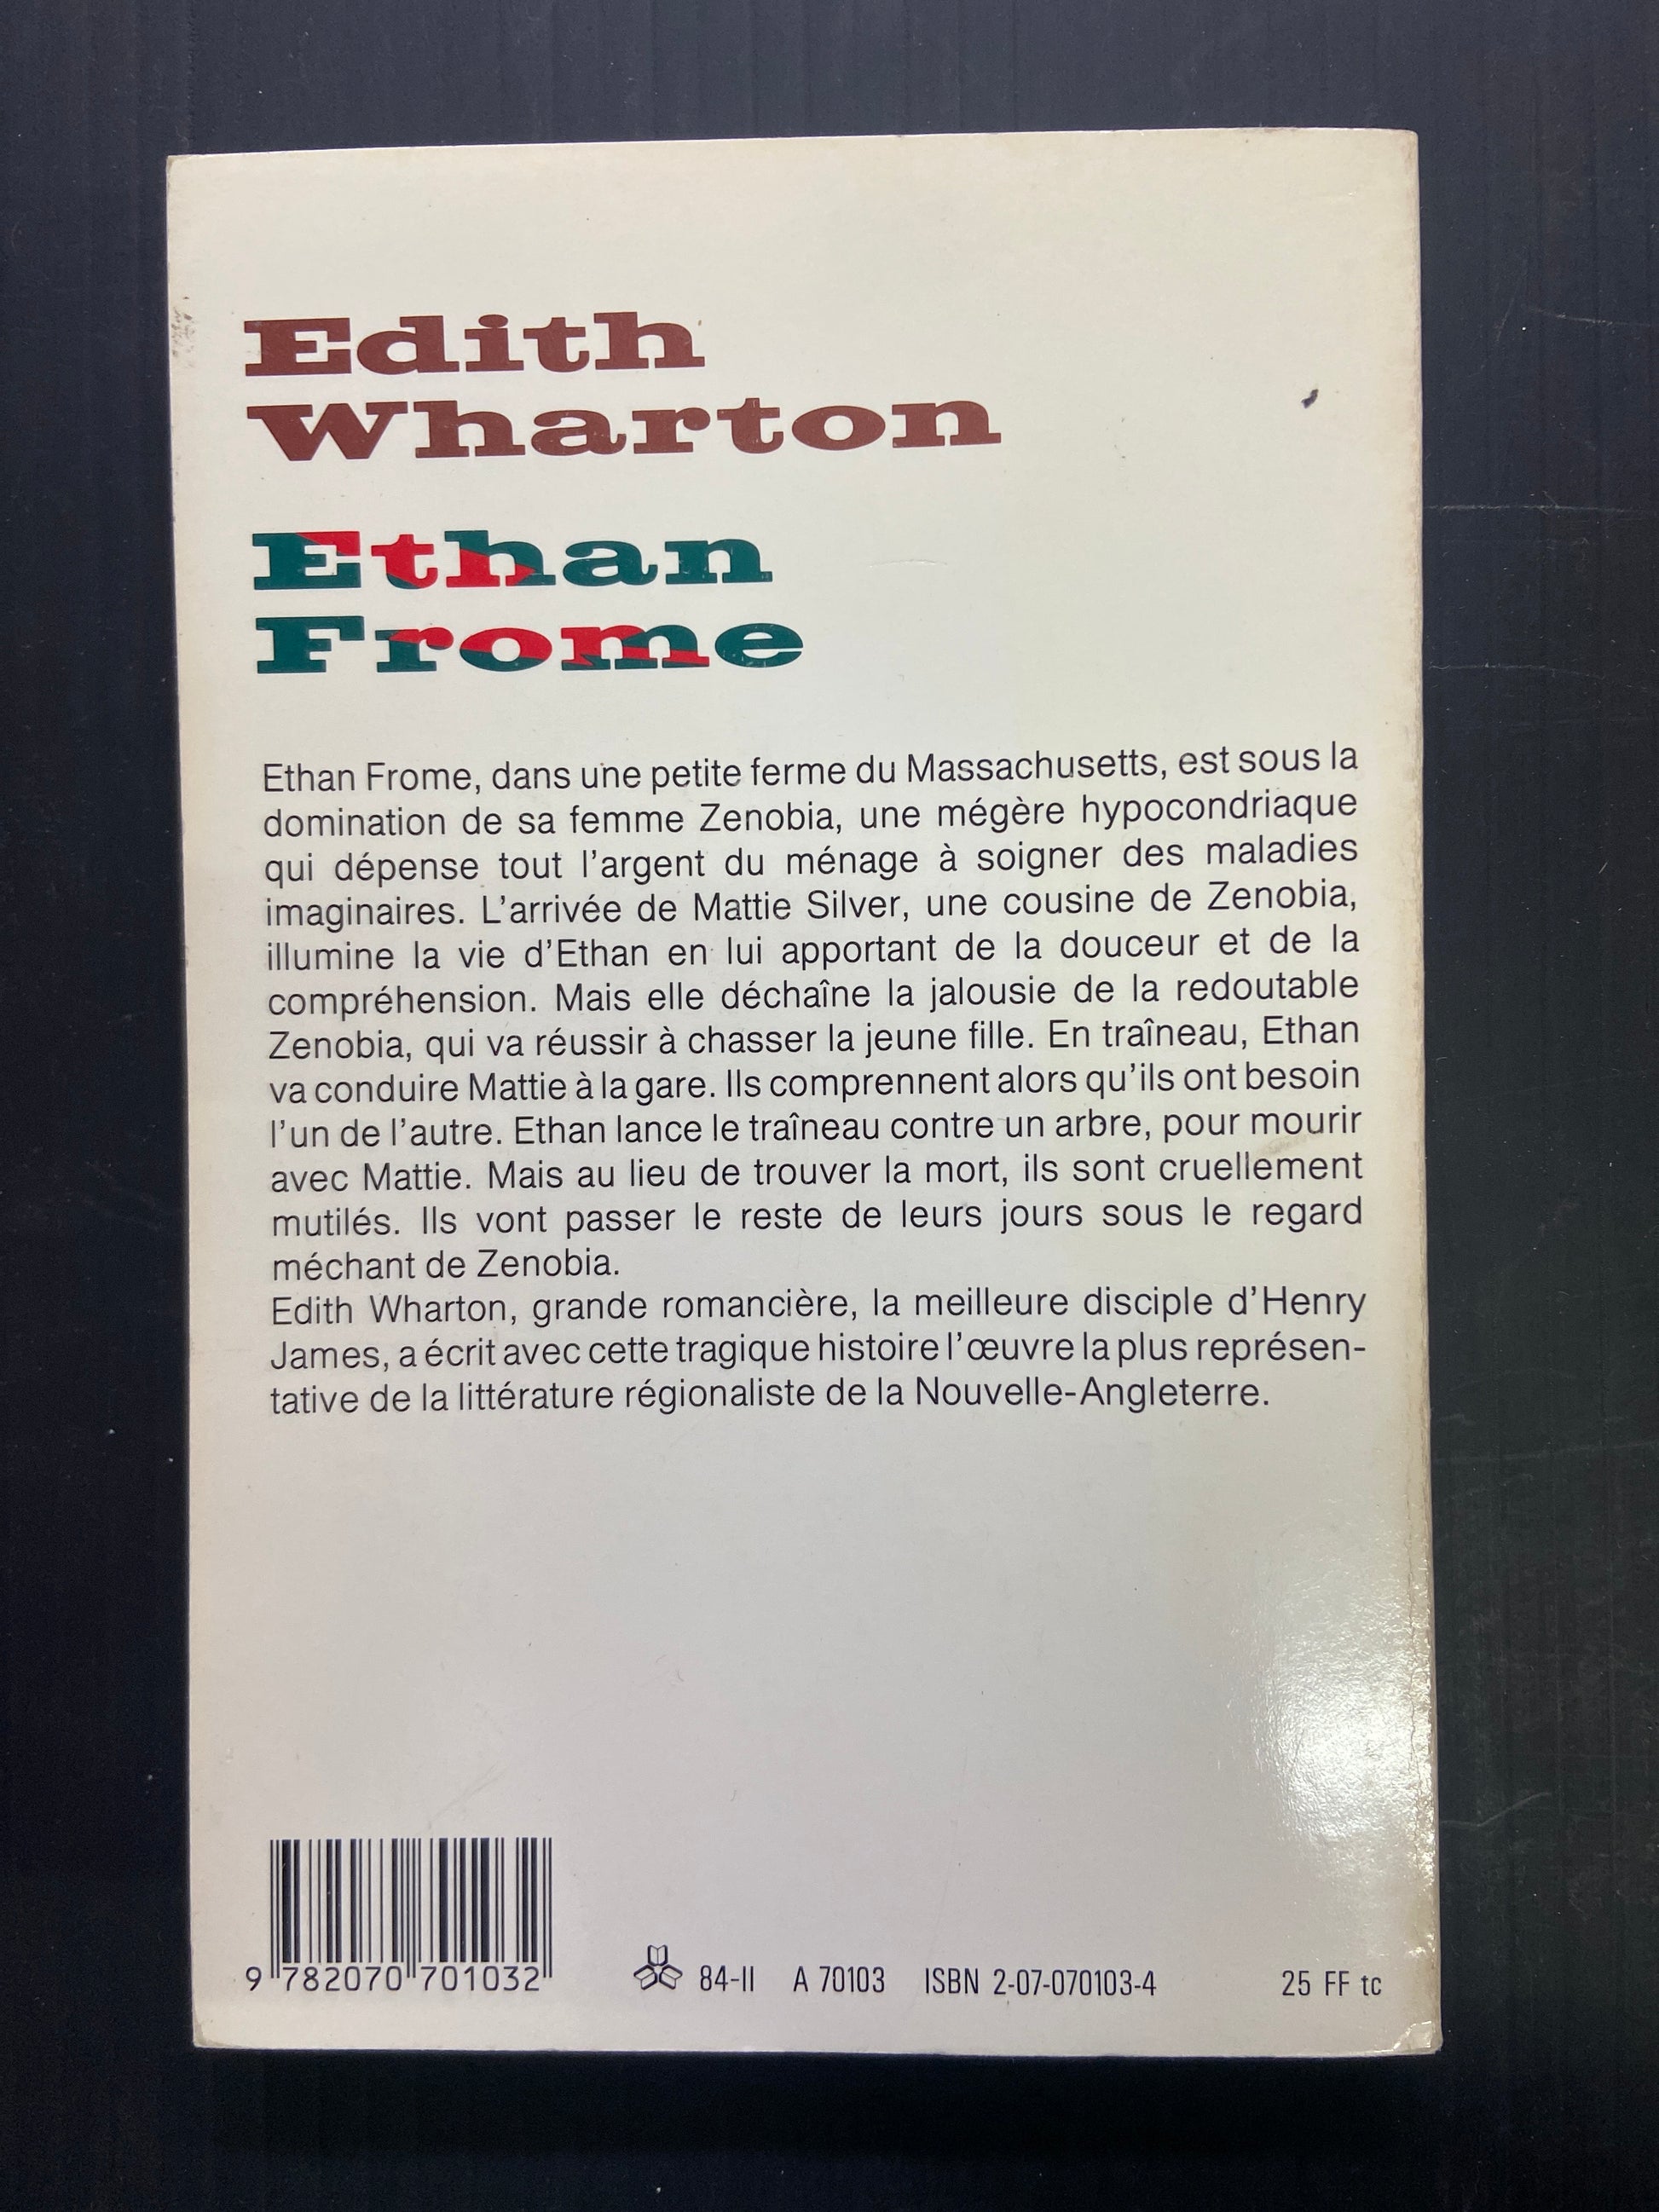 Edith
Wharton
Ethan
Frome
Ethan Frome, dans une petite ferme du Massachusetts, est sous la
domination de sa femme Zenobia, une mégère hypocondriaque
qui dépense tout l'argent du ménage à soigner des maladies
imaginaires. L'arrivée de Mattie Silver, une cousine de Zenobia,
illumine la vie d'Ethan en lui apportant de la douceur et de la
compréhension. Mais elle déchaîne la jalousie de la redoutable
Zenobia, qui va réussir à chasser la jeune fille. En traîneau, Ethan
va conduire Mattie à la gare. Ils comprennent alors qu'ils ont besoin
l'un de l'autre. Ethan lance le traîneau contre un arbre, pour mourir
avec Mattie. Mais au lieu de trouver la mort, ils sont cruellement
mutilés. Ils vont passer le reste de leurs jours sous le regard
méchant de Zenobia.
Edith Wharton, grande romancière, la meilleure disciple d'Henry
James, a écrit avec cette tragique histoire l'œuvre la plus représen-
tative de la littérature régionaliste de la Nouvelle-Angleterre.
9 782070 701032 84-II A 70103 ISBN 2-07-070103-4 25 FF tc